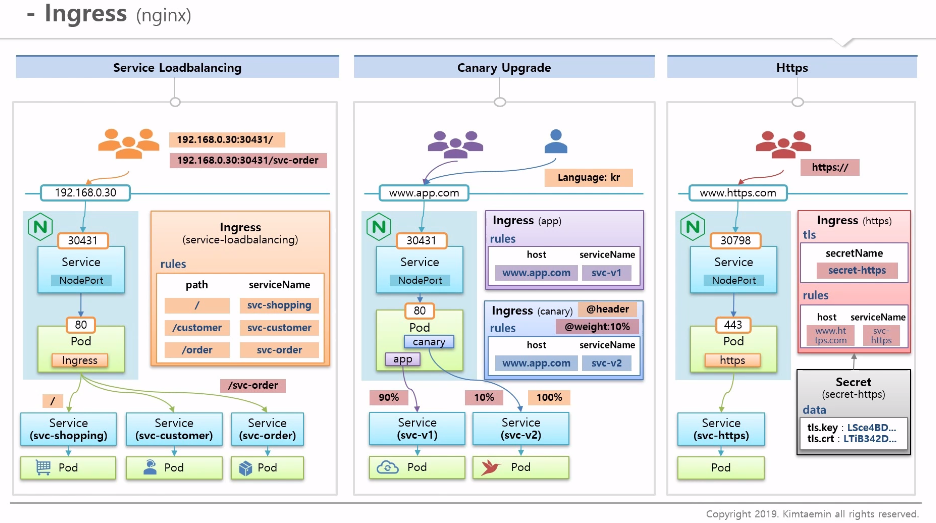 - Ingress (nginx)
Service Loadbalancing
192.168.0.30:30431/
192.168.0.30:30431/svc-order
192.168.0.30
N
30431
Service
NodePort
80
Pod
Ingress
Ingress
(service-loadbalancing)
rules
path serviceName
/ svc-shopping
/customer svc-customer
/order svc-order
/
/svc-order
Service
(svc-shopping)
Service
(svc-customer)
Service
(svc-order)
Pod
Pod
Pod
Canary Upgrade
Language: kr
www.app.com
N
30431
Service
NodePort
80
Pod
canary
app
Ingress (app)
rules
host serviceName
www.app.com svc-v1
Ingress (canary) @header
rules @weight:10%
host serviceName
www.app.com svc-v2
90% 10% 100%
Service
(svc-v1)
Service
(svc-v2)
Pod
Pod
Https
https://
www.https.com
N
30798
Service
NodePort
443
Pod
https
Ingress (https)
tls
secretName
secret-https
rules
host serviceName
www.ht
tps.com
svc
https
Secret
(secret-https)
data
tls.key : LSce4BD...
tls.crt : LTiB342D...
Service
(svc-https)
Pod
Copyright 2019. Kimtaemin all rights reserved.